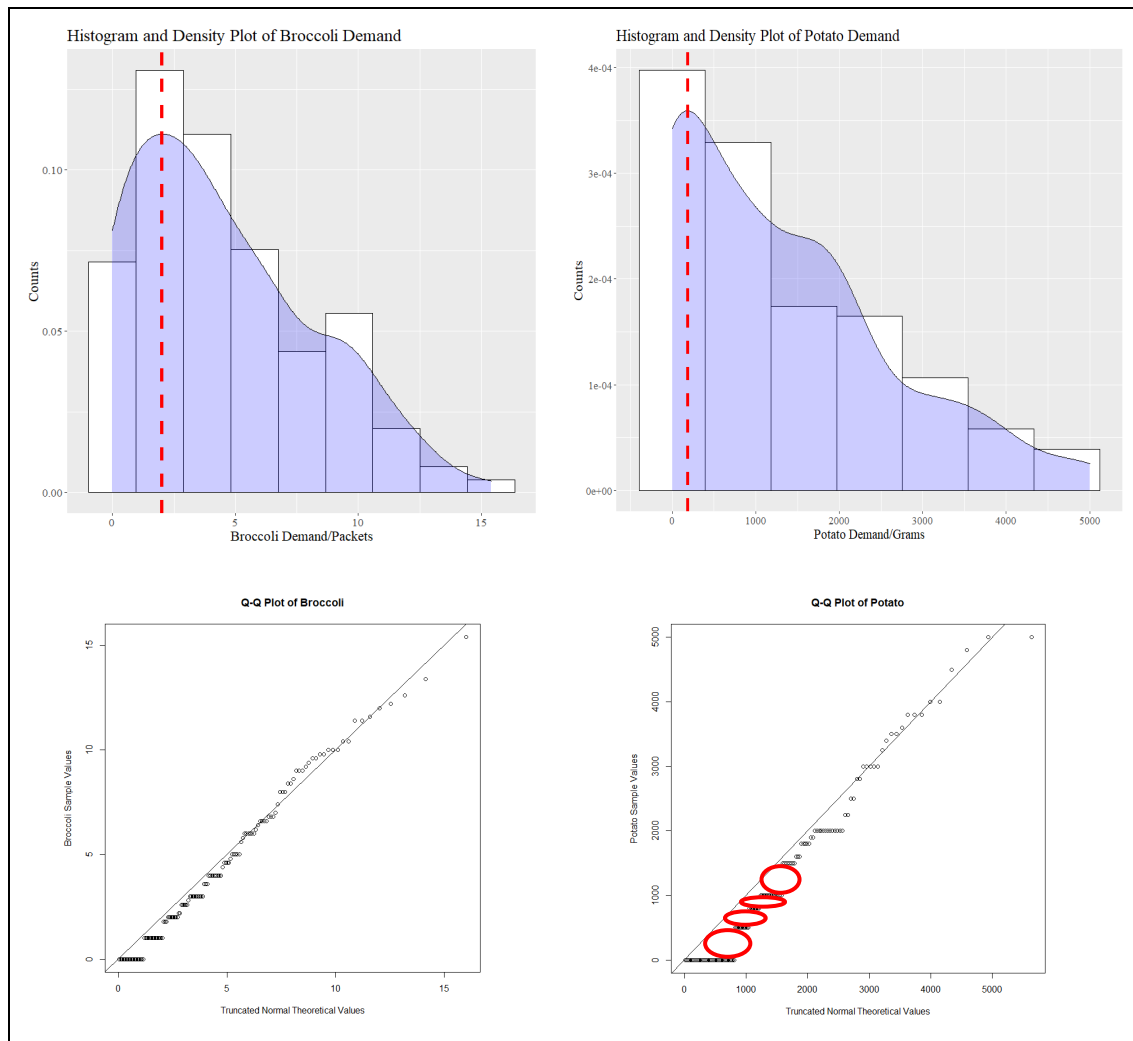 Histogram and Density Plot of Broccoli Demand
Counts
0.10
0.05
0.00
0
5
10
15
Broccoli Demand/Packets
Histogram and Density Plot of Potato Demand
Counts
4e-04
3e-04
2e-04
1e-04
0e+00
0
1000
2000
3000
4000
5000
Potato Demand/Grams
Q-Q Plot of Broccoli
Broccoli Sample Values
15
10
5
0
0
5
10
15
Truncated Normal Theoretical Values
Q-Q Plot of Potato
Potato Sample Values
5000
4000
3000
2000
1000
0
0
1000
2000
3000
4000
5000
Truncated Normal Theoretical Values